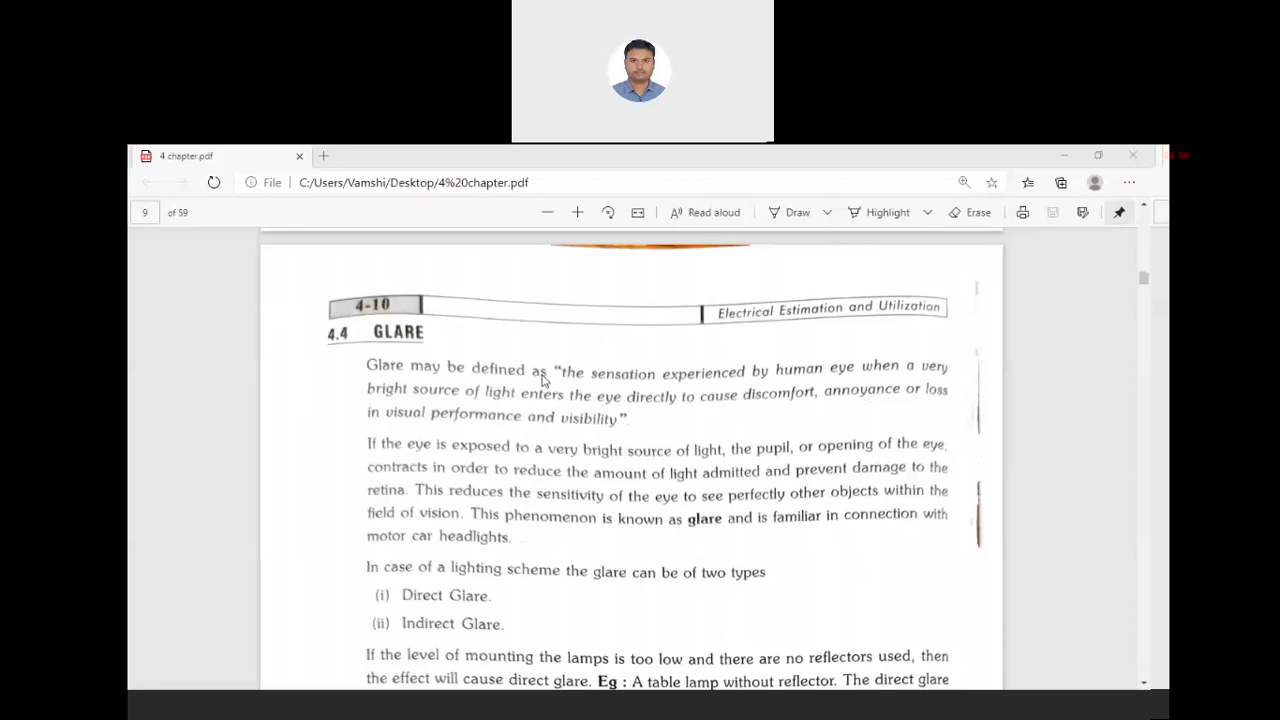 4 chapter.pdf
File C:/Users/Vamshi/Desktop/4%20chapter.pdf
9 of 59 Read aloud Draw Highlight Erase
4-10 Electrical Estimation and Utilization
4.4 GLARE
Glare may be defined as "the sensation experienced by human eye when a very
bright source of light enters the eye directly to cause discomfort, annoyance or loss
in visual performance and visibility".
If the eye is exposed to a very bright source of light, the pupil, or opening of the eye,
contracts in order to reduce the amount of light admitted and prevent damage to the
retina. This reduces the sensitivity of the eye to see perfectly other objects within the
field of vision. This phenomenon is known as glare and is familiar in connection with
motor car headlights.
In case of a lighting scheme the glare can be of two types
(i) Direct Glare.
(ii) Indirect Glare.
If the level of mounting the lamps is too low and there are no reflectors used, then
the effect will cause direct glare. Eg : A table lamp without reflector. The direct glare